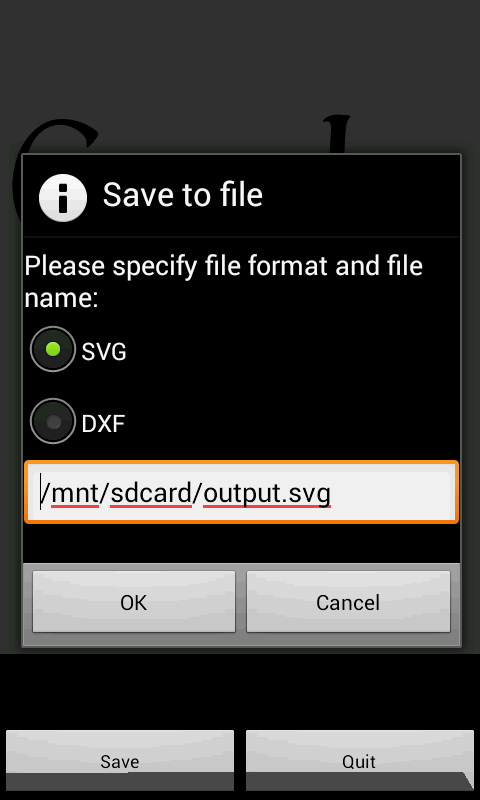 Save to file
Please specify file format and file
name:
SVG
DXF
/mnt/sdcard/output.svg
OK Cancel
Save Quit